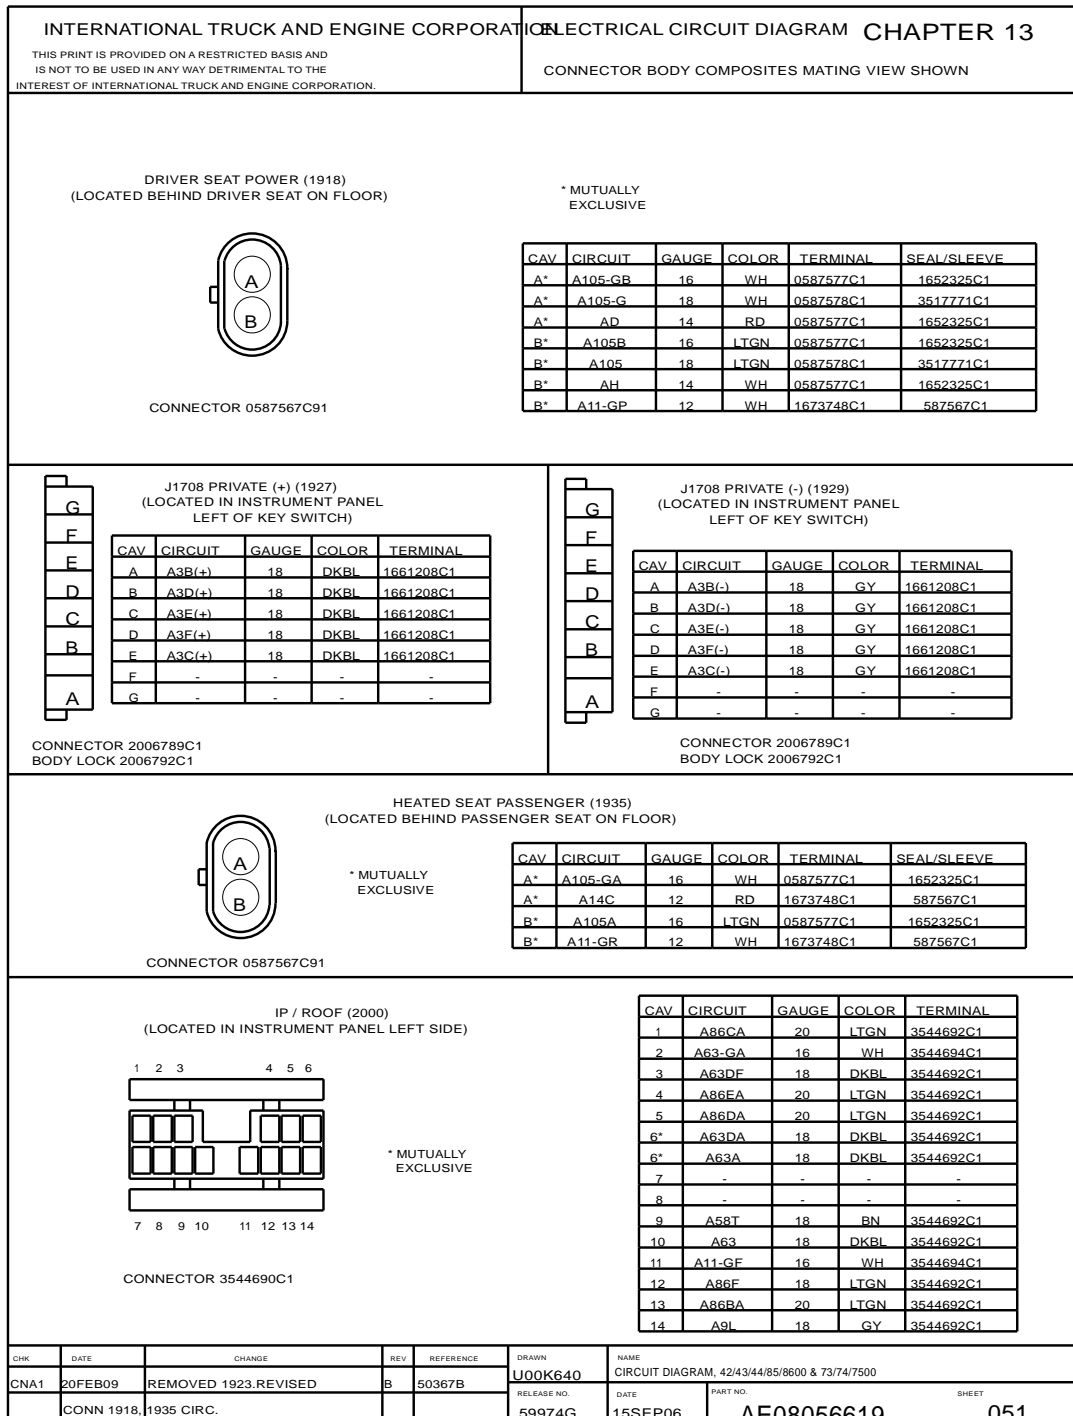 INTERNATIONAL TRUCK AND ENGINE CORPORATION
THIS PRINT IS PROVIDED ON A RESTRICTED BASIS AND
IS NOT TO BE USED IN ANY WAY DETRIMENTAL TO THE
INTEREST OF INTERNATIONAL TRUCK AND ENGINE CORPORATION.
ELECTRICAL CIRCUIT DIAGRAM CHAPTER 13
CONNECTOR BODY COMPOSITES MATING VIEW SHOWN
DRIVER SEAT POWER (1918)
(LOCATED BEHIND DRIVER SEAT ON FLOOR)
A
B
CONNECTOR 0587567C91
* MUTUALLY
EXCLUSIVE
CAV CIRCUIT GAUGE COLOR TERMINAL SEAL/SLEEVE
A* A105-GB 16 WH 0587577C1 1652325C1
A* A105-G 18 WH 0587578C1 3517771C1
A* AD 14 RD 0587577C1 1652325C1
B* A105B 16 LTGN 0587577C1 1652325C1
B* A105 18 LTGN 0587578C1 3517771C1
B* AH 14 WH 0587577C1 1652325C1
B* A11-GP 12 WH 1673748C1 587567C1
J1708 PRIVATE (+) (1927)
(LOCATED IN INSTRUMENT PANEL
LEFT OF KEY SWITCH)
G
F
E
D
C
B
A
CAV CIRCUIT GAUGE COLOR TERMINAL
A A3B(+) 18 DKBL 1661208C1
B A3D(+) 18 DKBL 1661208C1
C A3E(+) 18 DKBL 1661208C1
D A3F(+) 18 DKBL 1661208C1
E A3C(+) 18 DKBL 1661208C1
F - - - -
G - - - -
CONNECTOR 2006789C1
BODY LOCK 2006792C1
J1708 PRIVATE (-) (1929)
(LOCATED IN INSTRUMENT PANEL
LEFT OF KEY SWITCH)
G
F
E
D
C
B
A
CAV CIRCUIT GAUGE COLOR TERMINAL
A A3B(-) 18 GY 1661208C1
B A3D(-) 18 GY 1661208C1
C A3E(-) 18 GY 1661208C1
D A3F(-) 18 GY 1661208C1
E A3C(-) 18 GY 1661208C1
F - - - -
G - - - -
CONNECTOR 2006789C1
BODY LOCK 2006792C1
HEATED SEAT PASSENGER (1935)
(LOCATED BEHIND PASSENGER SEAT ON FLOOR)
A
B
CONNECTOR 0587567C91
* MUTUALLY
EXCLUSIVE
CAV CIRCUIT GAUGE COLOR TERMINAL SEAL/SLEEVE
A* A105-GA 16 WH 0587577C1 1652325C1
A* A14C 12 RD 1673748C1 587567C1
B* A105A 16 LTGN 0587577C1 1652325C1
B* A11-GR 12 WH 1673748C1 587567C1
IP / ROOF (2000)
(LOCATED IN INSTRUMENT PANEL LEFT SIDE)
1 2 3 4 5 6
7 8 9 10 11 12 13 14
CONNECTOR 3544690C1
* MUTUALLY
EXCLUSIVE
CAV CIRCUIT GAUGE COLOR TERMINAL
1 A86CA 20 LTGN 3544692C1
2 A63-GA 16 WH 3544694C1
3 A63DF 18 DKBL 3544692C1
4 A86EA 20 LTGN 3544692C1
5 A86DA 20 LTGN 3544692C1
6* A63DA 18 DKBL 3544692C1
6* A63A 18 DKBL 3544692C1
7 - - - -
8 - - - -
9 A58T 18 BN 3544692C1
10 A63 18 DKBL 3544692C1
11 A11-GF 16 WH 3544694C1
12 A86F 18 LTGN 3544692C1
13 A86BA 20 LTGN 3544692C1
14 A9L 18 GY 3544692C1
CHK DATE CHANGE REV REFERENCE
CNA1 20FEB09 REMOVED 1923.REVISED B 50367B
CONN 1918, 1935 CIRC.
DRAWN
U00K640
NAME
CIRCUIT DIAGRAM, 42/43/44/85/8600 & 73/74/7500
RELEASE NO.
59974G
DATE
15SEP06
PART NO.
AE08056619
SHEET
051